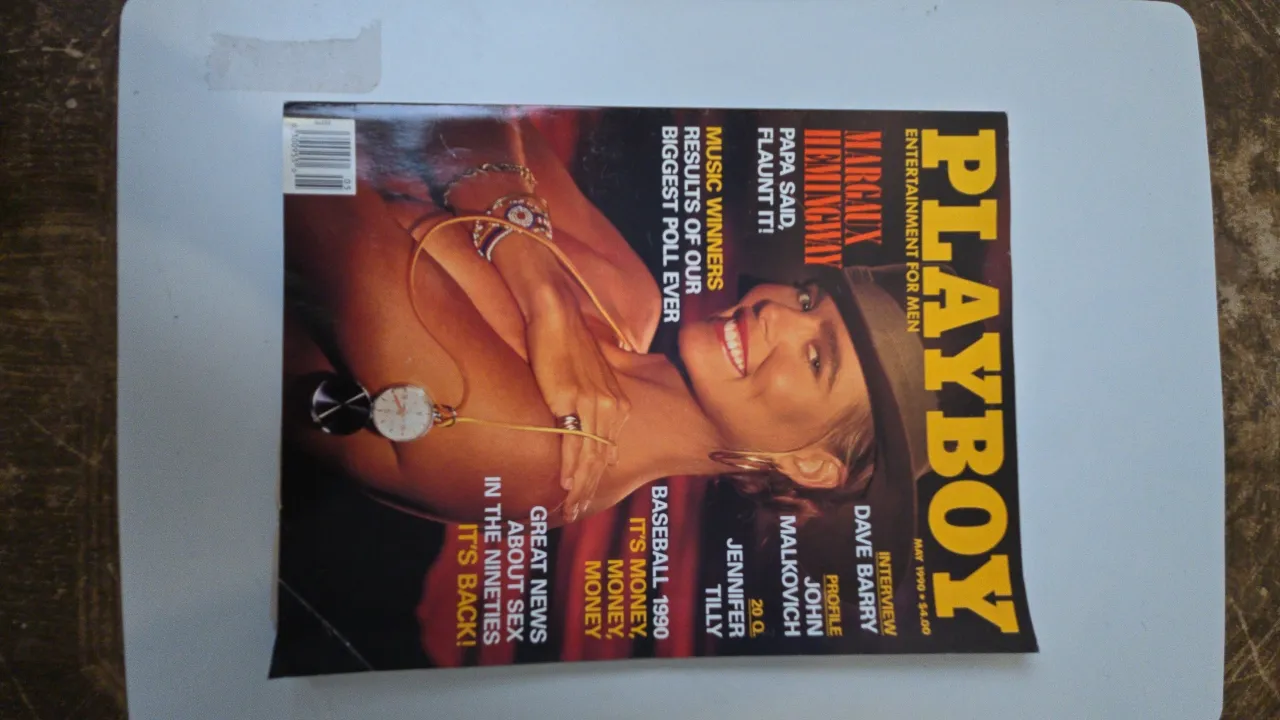 PLAYBOY
ENTERTAINMENT FOR MEN
MAY 1990 • $4.00
MARGAUX
HEMINGWAY
PAPA SAID,
FLAUNT IT!
MUSIC WINNERS
RESULTS OF OUR
BIGGEST POLL EVER
INTERVIEW
DAVE BARRY
PROFILE
JOHN
MALKOVICH
20 Q.
JENNIFER
TILLY
BASEBALL 1990
IT'S MONEY,
MONEY,
MONEY
GREAT NEWS
ABOUT SEX
IN THE NINETIES
IT'S BACK!
05